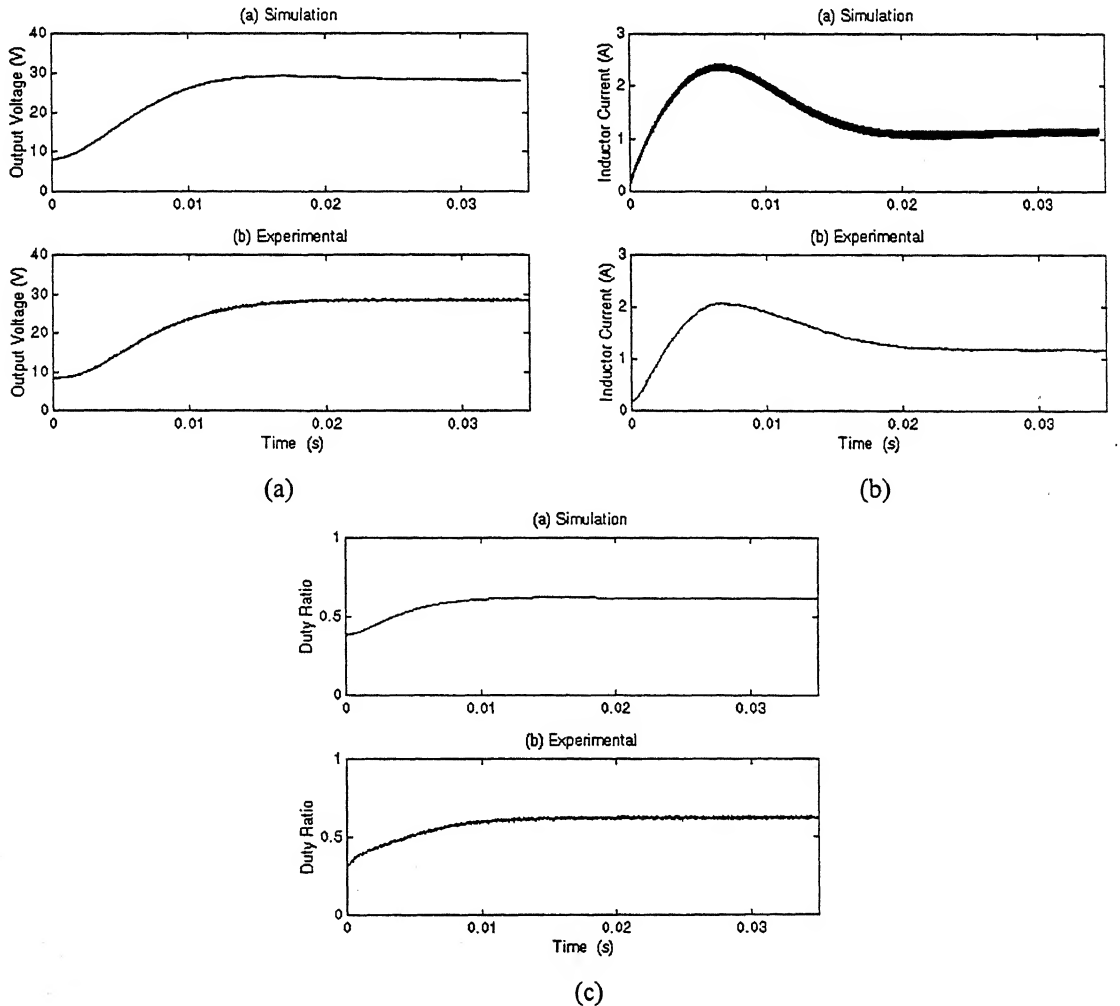 (a) Simulation
Output Voltage (V)
40
30
20
10
0
0
0.01
0.02
0.03
(b) Experimental
Output Voltage (V)
40
30
20
10
0
0
0.01
0.02
0.03
Time (s)
(a)
(a) Simulation
Inductor Current (A)
3
2
1
0
0
0.01
0.02
0.03
(b) Experimental
Inductor Current (A)
3
2
1
0
0
0.01
0.02
0.03
Time (s)
(b)
(a) Simulation
Duty Ratio
1
0.5
0
0
0.01
0.02
0.03
(b) Experimental
Duty Ratio
1
0.5
0
0
0.01
0.02
0.03
Time (s)
(c)